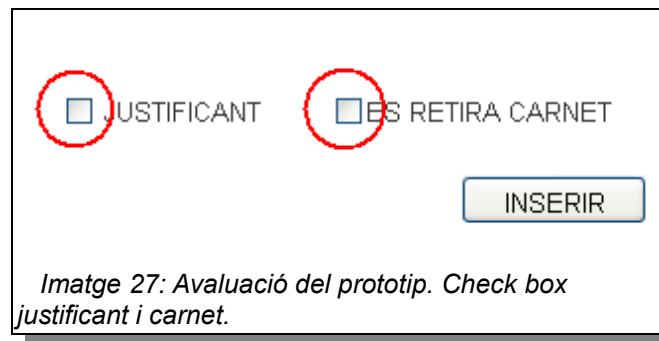 JUSTIFICANT ES RETIRA CARNET
INSERIR
Imatge 27: Avaluació del prototip. Check box
justificant i carnet.